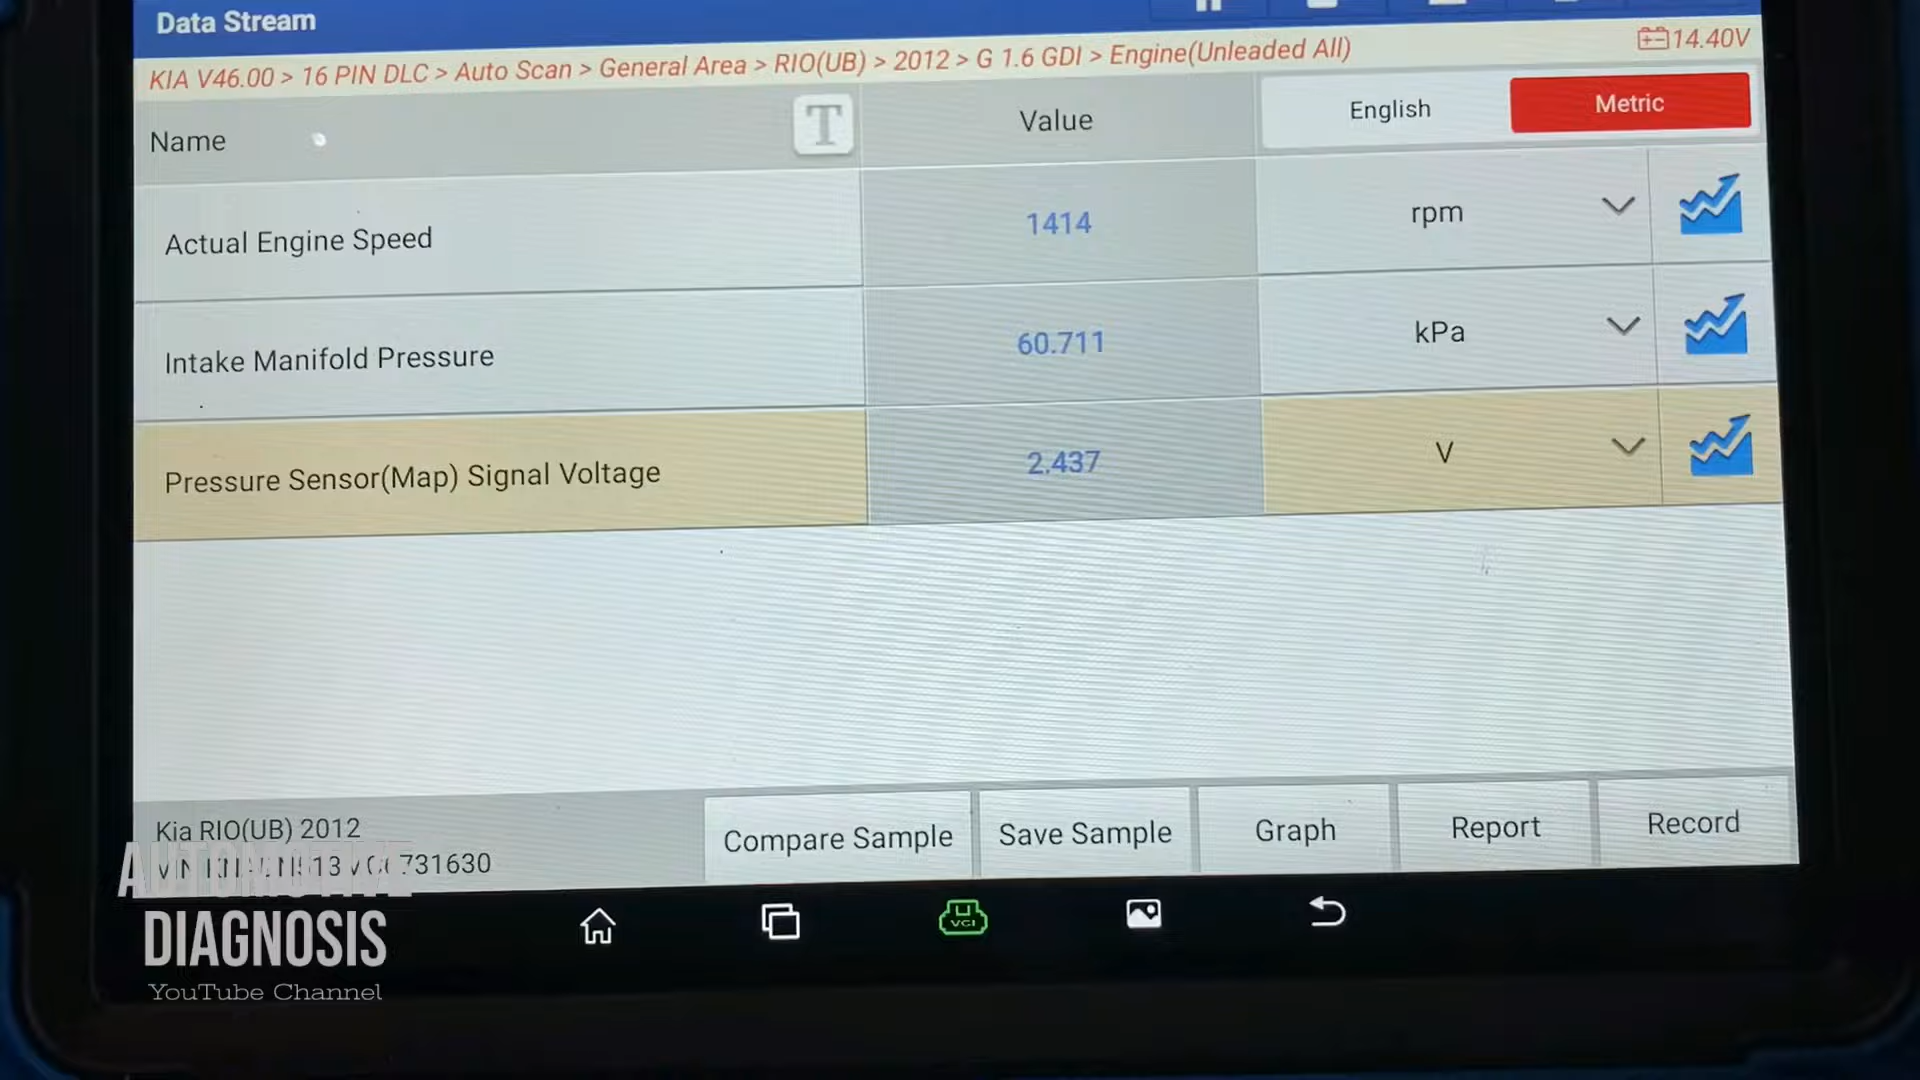 Data Stream
KIA V46.00 > 16 PIN DLC > Auto Scan > General Area > RIO(UB) > 2012 > G 1.6 GDI > Engine(Unleaded All)
14.40V
Name
T
Value
English
Metric
Actual Engine Speed
1414
rpm
Intake Manifold Pressure
60.711
kPa
Pressure Sensor(Map) Signal Voltage
2.437
V
Kia RIO(UB) 2012
VIN
731630
Compare Sample
Save Sample
Graph
Report
Record
VCI
AUTOMOTIVE
DIAGNOSIS
YouTube Channel